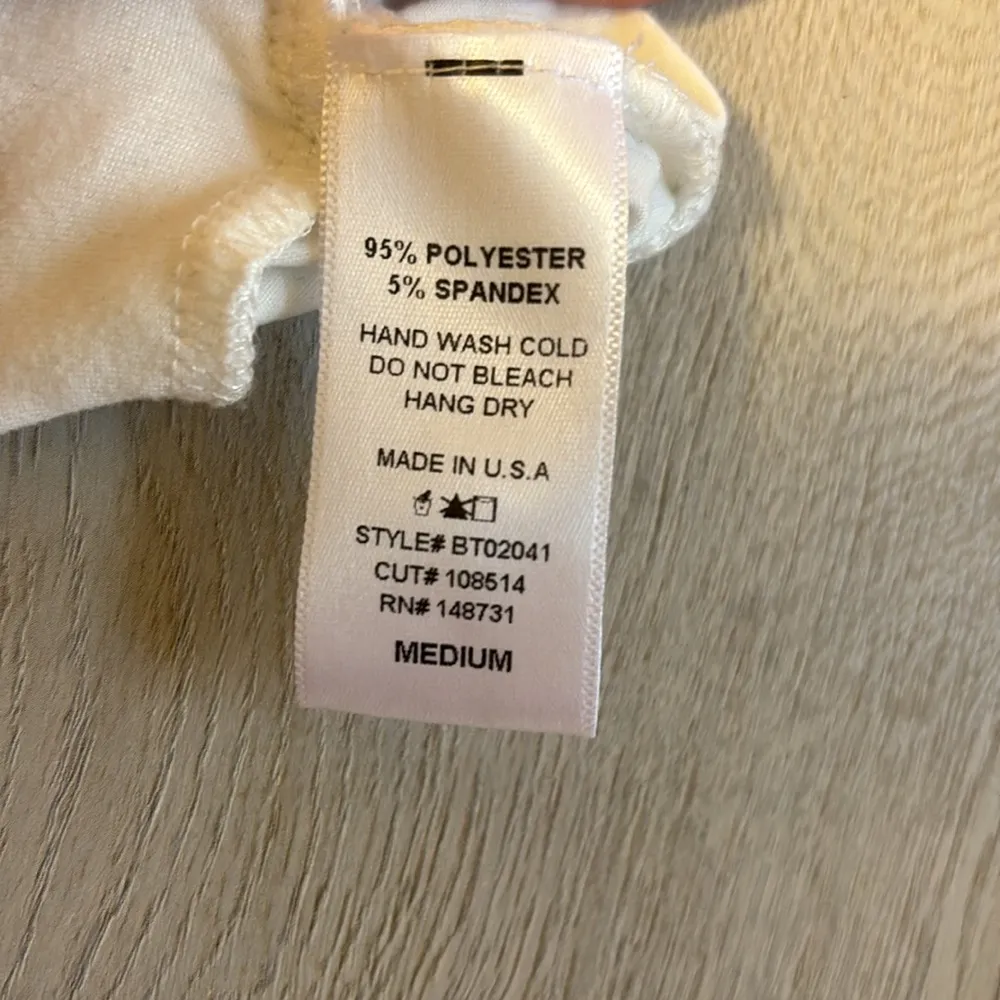 95% POLYESTER
5% SPANDEX
HAND WASH COLD
DO NOT BLEACH
HANG DRY
MADE IN U.S.A
STYLE# BT02041
CUT# 108514
RN# 148731
MEDIUM